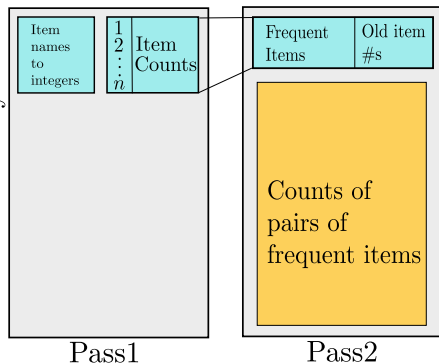 Item
names
to
integers
1
2
⋮
n
Item
Counts
Frequent
Items
Old item
#s
Counts of
pairs of
frequent items
Pass1
Pass2